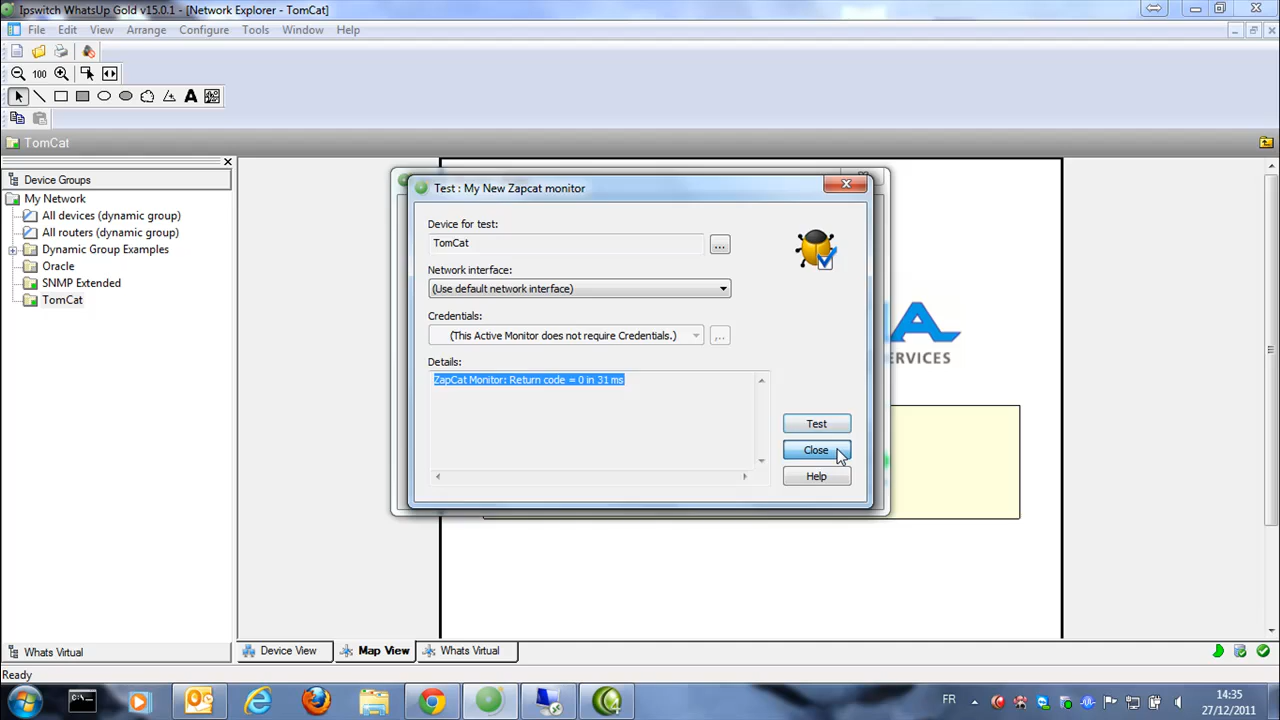 Ipswitch WhatsUp Gold v15.0.1 - [Network Explorer - TomCat]
File Edit View Arrange Configure Tools Window Help
100
A
TomCat
Device Groups
My Network
All devices (dynamic group)
All routers (dynamic group)
Dynamic Group Examples
Oracle
SNMP Extended
TomCat
Test : My New Zapcat monitor
Device for test:
TomCat
...
Network interface:
(Use default network interface)
Credentials:
(This Active Monitor does not require Credentials.)
...
Details:
ZapCat Monitor: Return code = 0 in 31 ms
Test
Close
Help
SERVICES
Whats Virtual
Device View
Map View
Whats Virtual
Ready
FR
14:35
27/12/2011